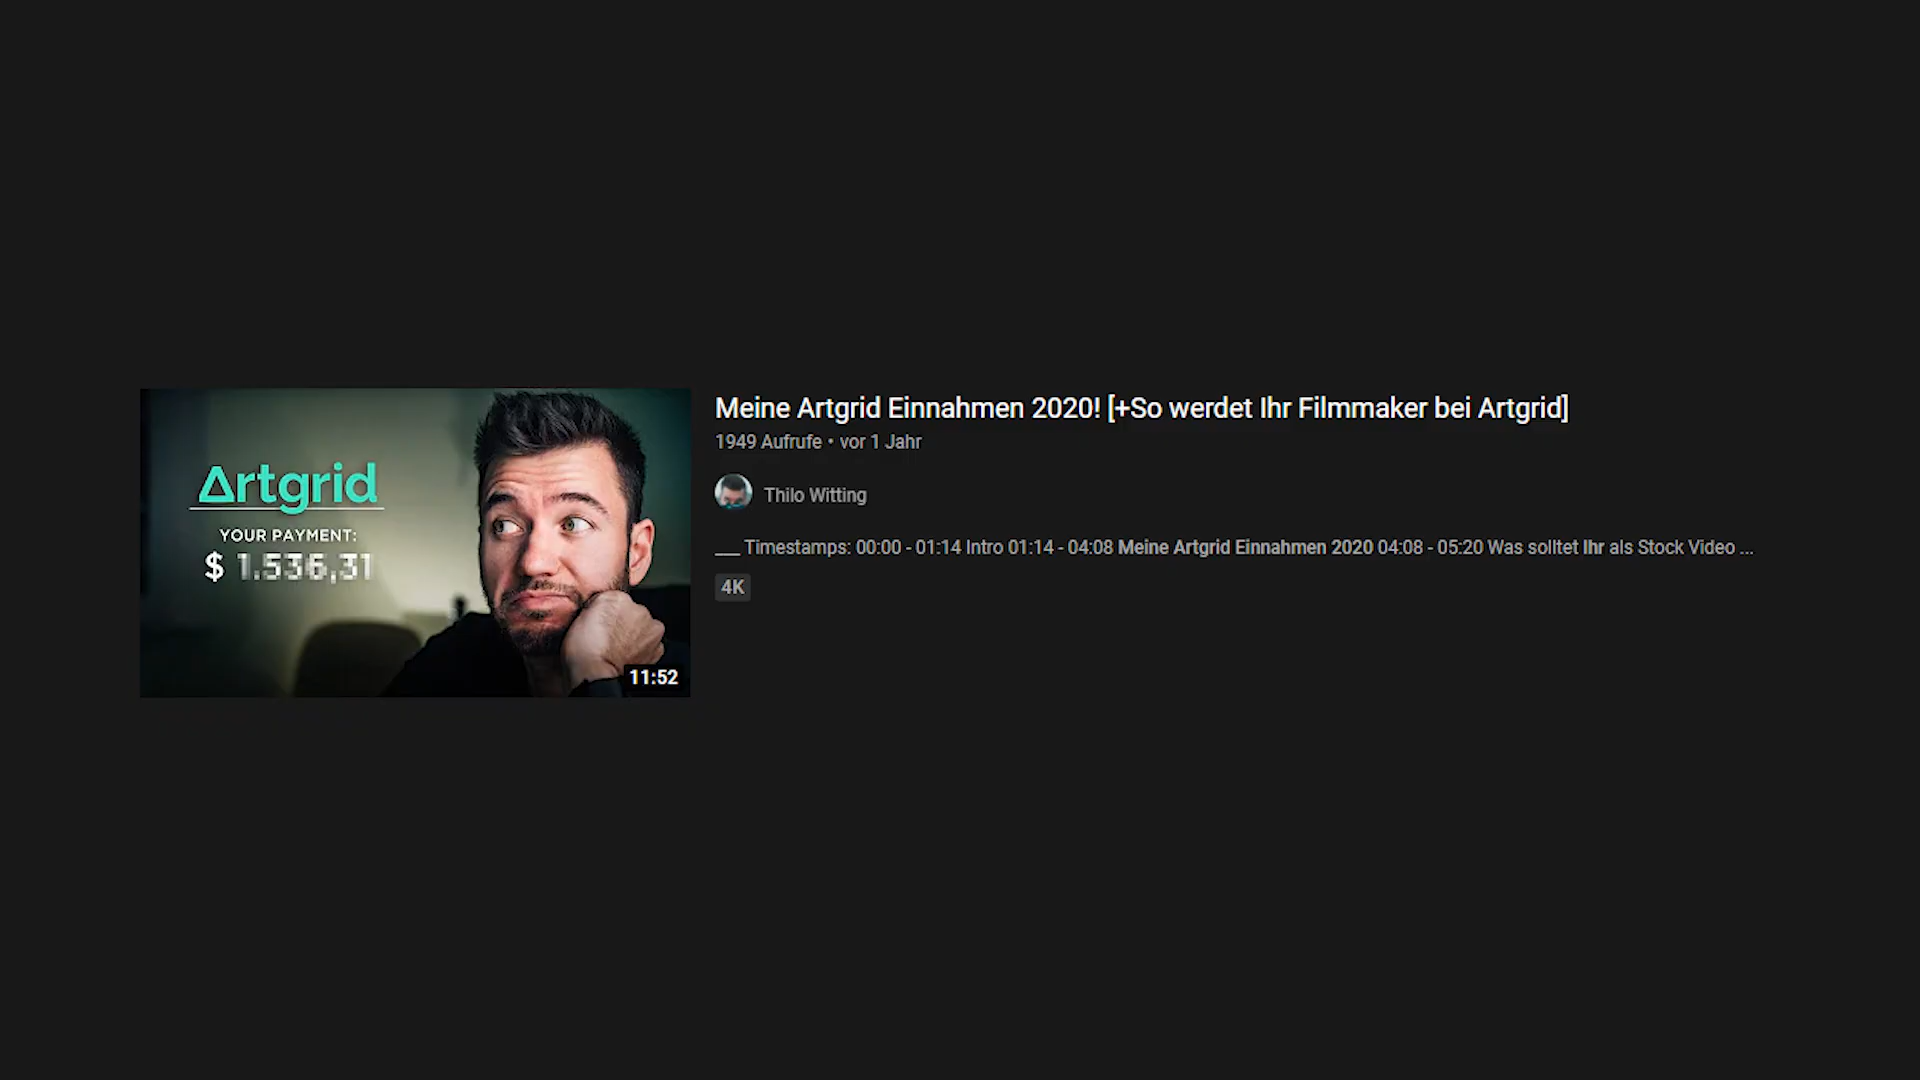 Artgrid
YOUR PAYMENT:
$ 1.536,31
11:52
Meine Artgrid Einnahmen 2020! [+So werdet Ihr Filmmaker bei Artgrid]
1949 Aufrufe • vor 1 Jahr
Thilo Witting
___ Timestamps: 00:00 - 01:14 Intro 01:14 - 04:08 Meine Artgrid Einnahmen 2020 04:08 - 05:20 Was solltet Ihr als Stock Video ...
4K